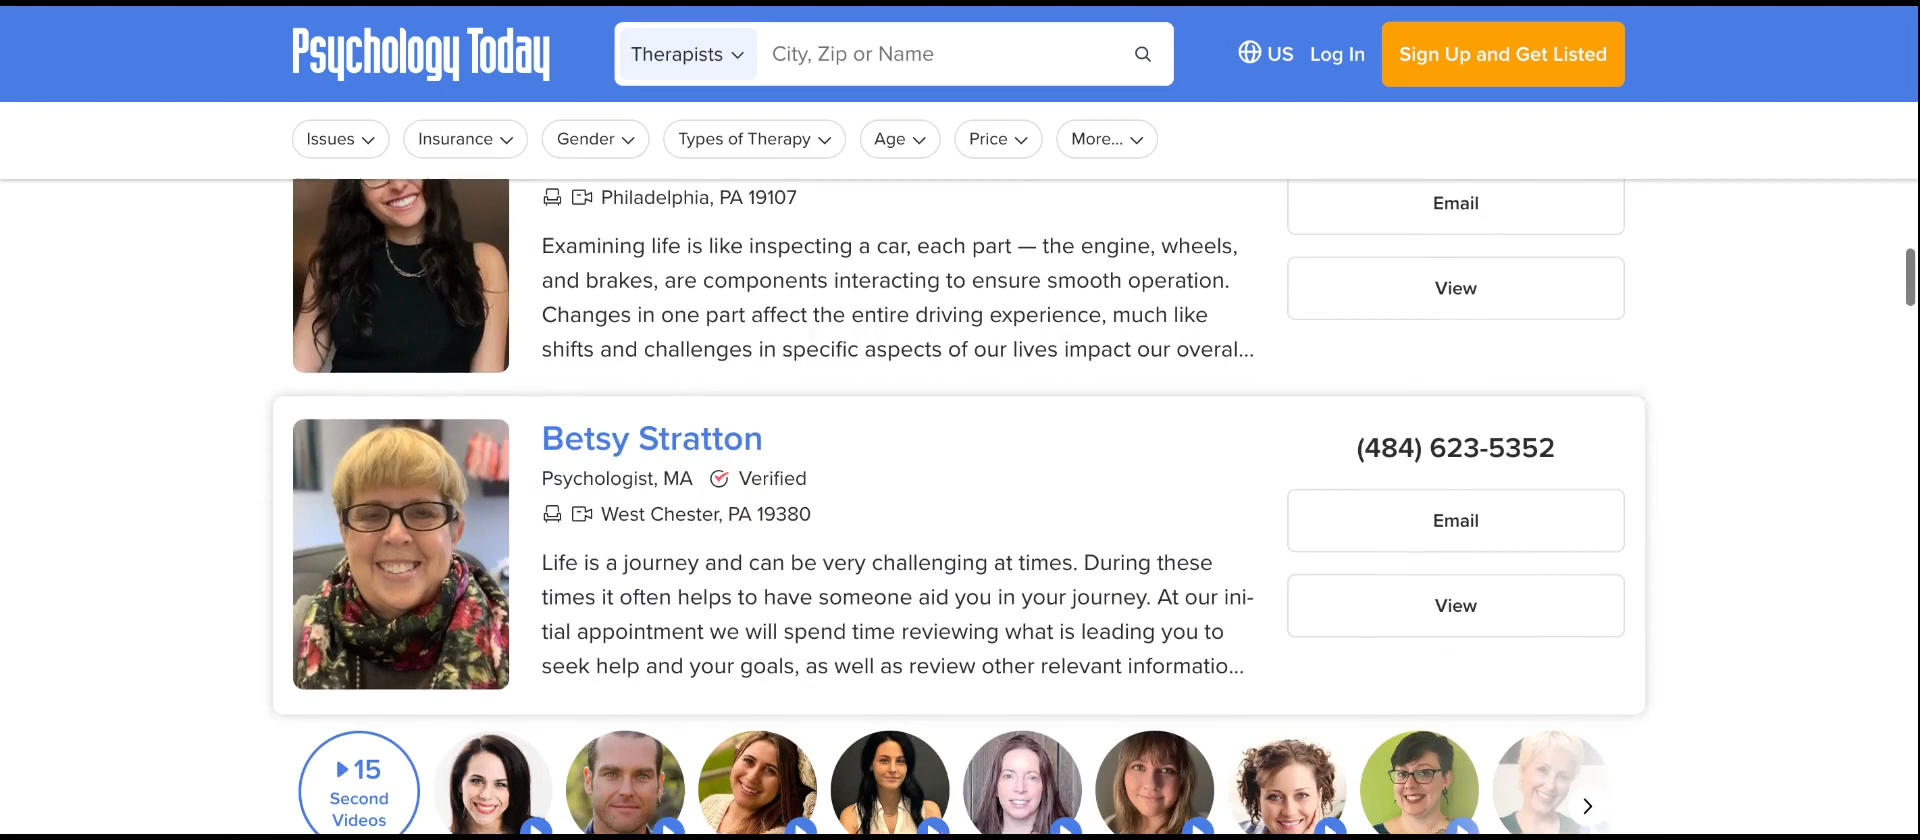 Psychology Today
Therapists
City, Zip or Name
US
Log In
Sign Up and Get Listed
Issues
Insurance
Gender
Types of Therapy
Age
Price
More...
Philadelphia, PA 19107
Examining life is like inspecting a car, each part — the engine, wheels,
and brakes, are components interacting to ensure smooth operation.
Changes in one part affect the entire driving experience, much like
shifts and challenges in specific aspects of our lives impact our overal...
Email
View
Betsy Stratton
Psychologist, MA
Verified
West Chester, PA 19380
Life is a journey and can be very challenging at times. During these
times it often helps to have someone aid you in your journey. At our ini-
tial appointment we will spend time reviewing what is leading you to
seek help and your goals, as well as review other relevant informatio...
(484) 623-5352
Email
View
15
Second
Videos